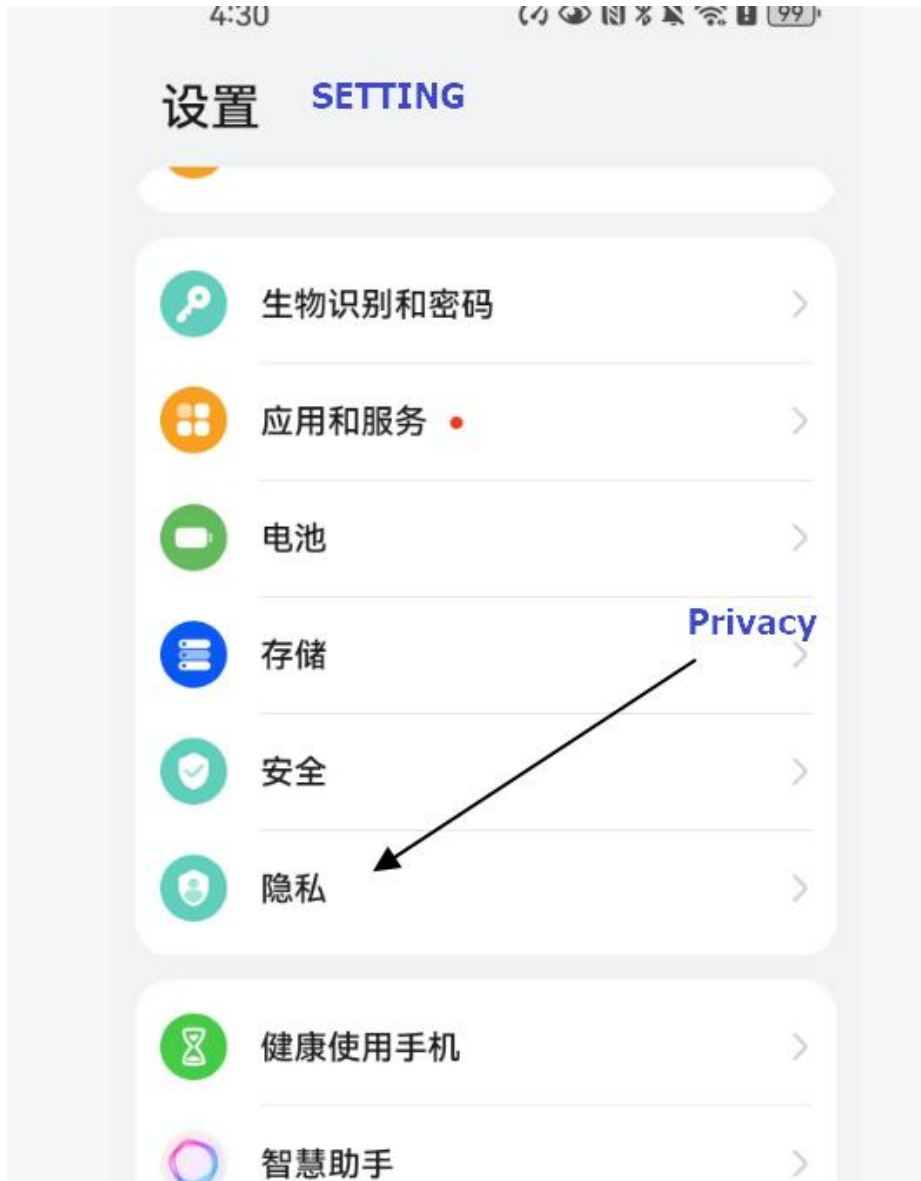 4:30 99
设置 SETTING
生物识别和密码
应用和服务
电池
Privacy
存储
安全
隐私
健康使用手机
智慧助手